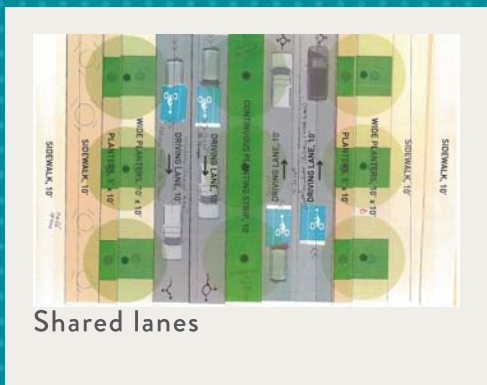 SIDEWALK, 10'
SIDEWALK, 10'
PLANTERS, 5' x 10'
WIDE PLANTERS, 10' x 10'
DRIVING LANE, 10'
DRIVING LANE, 10'
CONTINUOUS PLANTING STRIP, 10'
DRIVING LANE, 10'
DRIVING LANE, 10'
PLANTERS, 5' x 10'
WIDE PLANTERS, 10' x 10'
SIDEWALK, 10'
SIDEWALK, 10'
Shared lanes